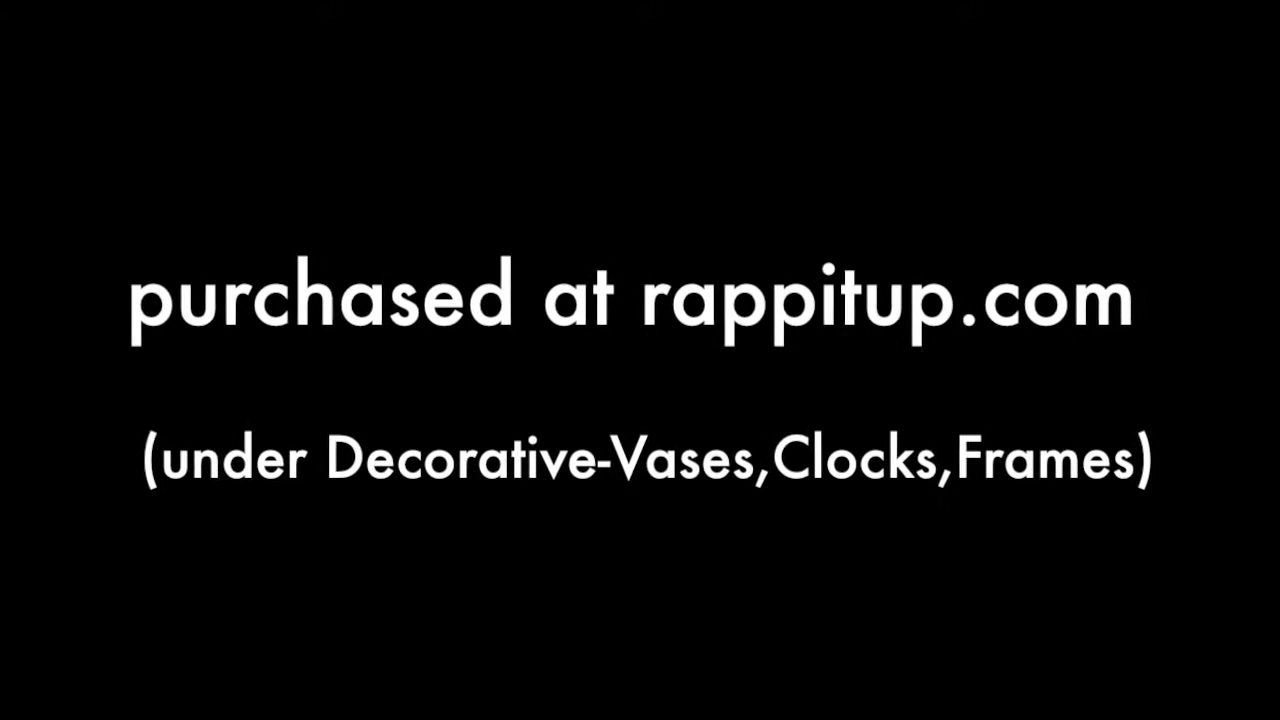 purchased at rappitup.com
(under Decorative-Vases,Clocks,Frames)